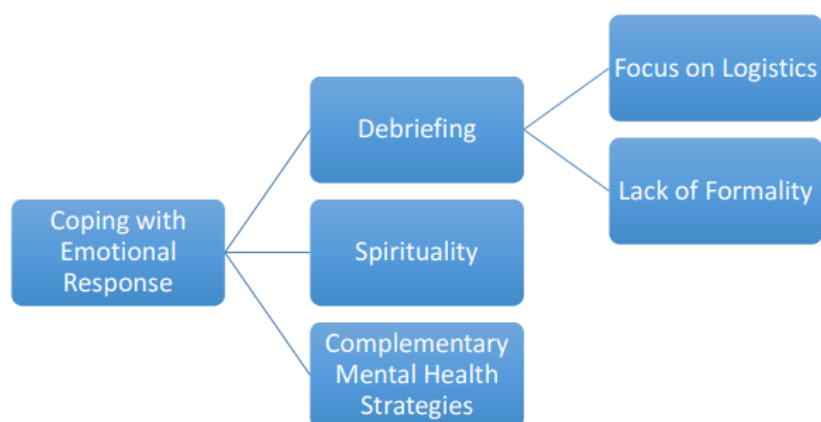 Coping with
Emotional
Response
Debriefing
Focus on Logistics
Lack of Formality
Spirituality
Complementary
Mental Health
Strategies